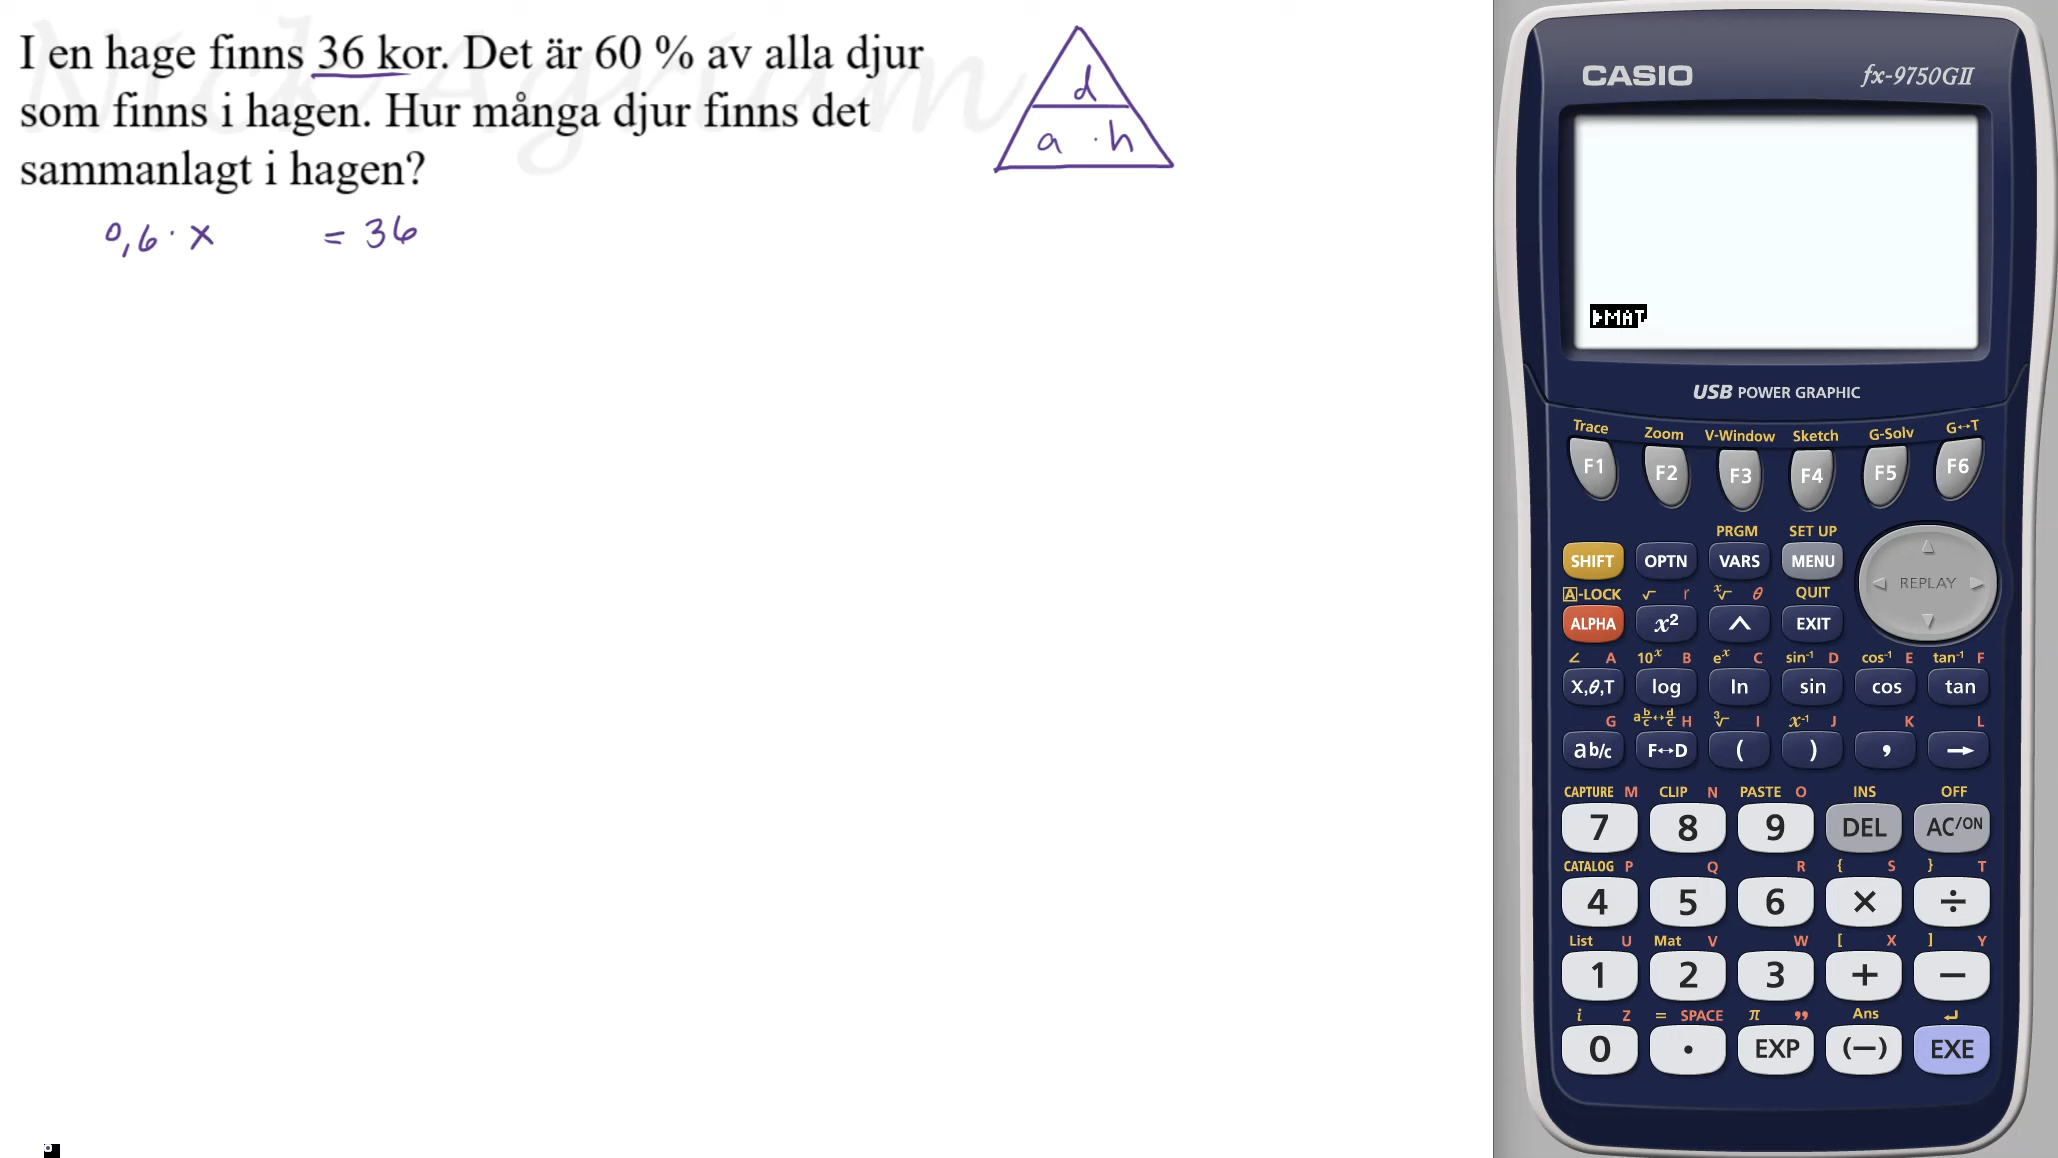 I en hage finns 36 kor. Det är 60 % av alla djur
som finns i hagen. Hur många djur finns det
sammanlagt i hagen?
0,6 · x = 36
d
a · h
CASIO fx-9750GII
▶MAT
USB POWER GRAPHIC
Trace Zoom V-Window Sketch G-Solv G↔T
F1 F2 F3 F4 F5 F6
PRGM SET UP
SHIFT OPTN VARS MENU
REPLAY
A-LOCK √ r ˣ√ θ QUIT
ALPHA x² ^ EXIT
∠ A 10ˣ B eˣ C sin⁻¹ D cos⁻¹ E tan⁻¹ F
X,θ,T log ln sin cos tan
G a b/c↔d/c H ³√ I x⁻¹ J K L
a b/c F↔D ( ) , →
CAPTURE M CLIP N PASTE O INS OFF
7 8 9 DEL AC/ON
CATALOG P Q R { S } T
4 5 6 × ÷
List U Mat V W [ X ] Y
1 2 3 + −
i Z = SPACE π ” Ans ↵
0 · EXP (−) EXE